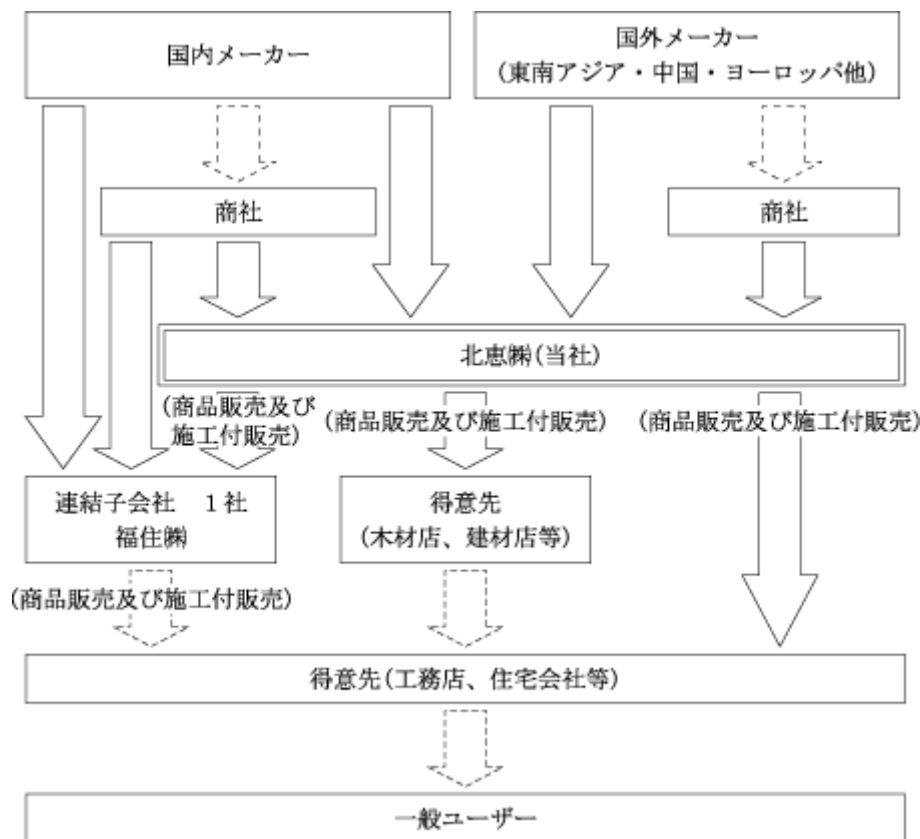 国内メーカー
国外メーカー
(東南アジア・中国・ヨーロッパ他)
商社
商社
北恵㈱(当社)
(商品販売及び
施工付販売)
(商品販売及び施工付販売)
(商品販売及び施工付販売)
連結子会社　1社
福住㈱
得意先
(木材店、建材店等)
(商品販売及び施工付販売)
得意先(工務店、住宅会社等)
一般ユーザー